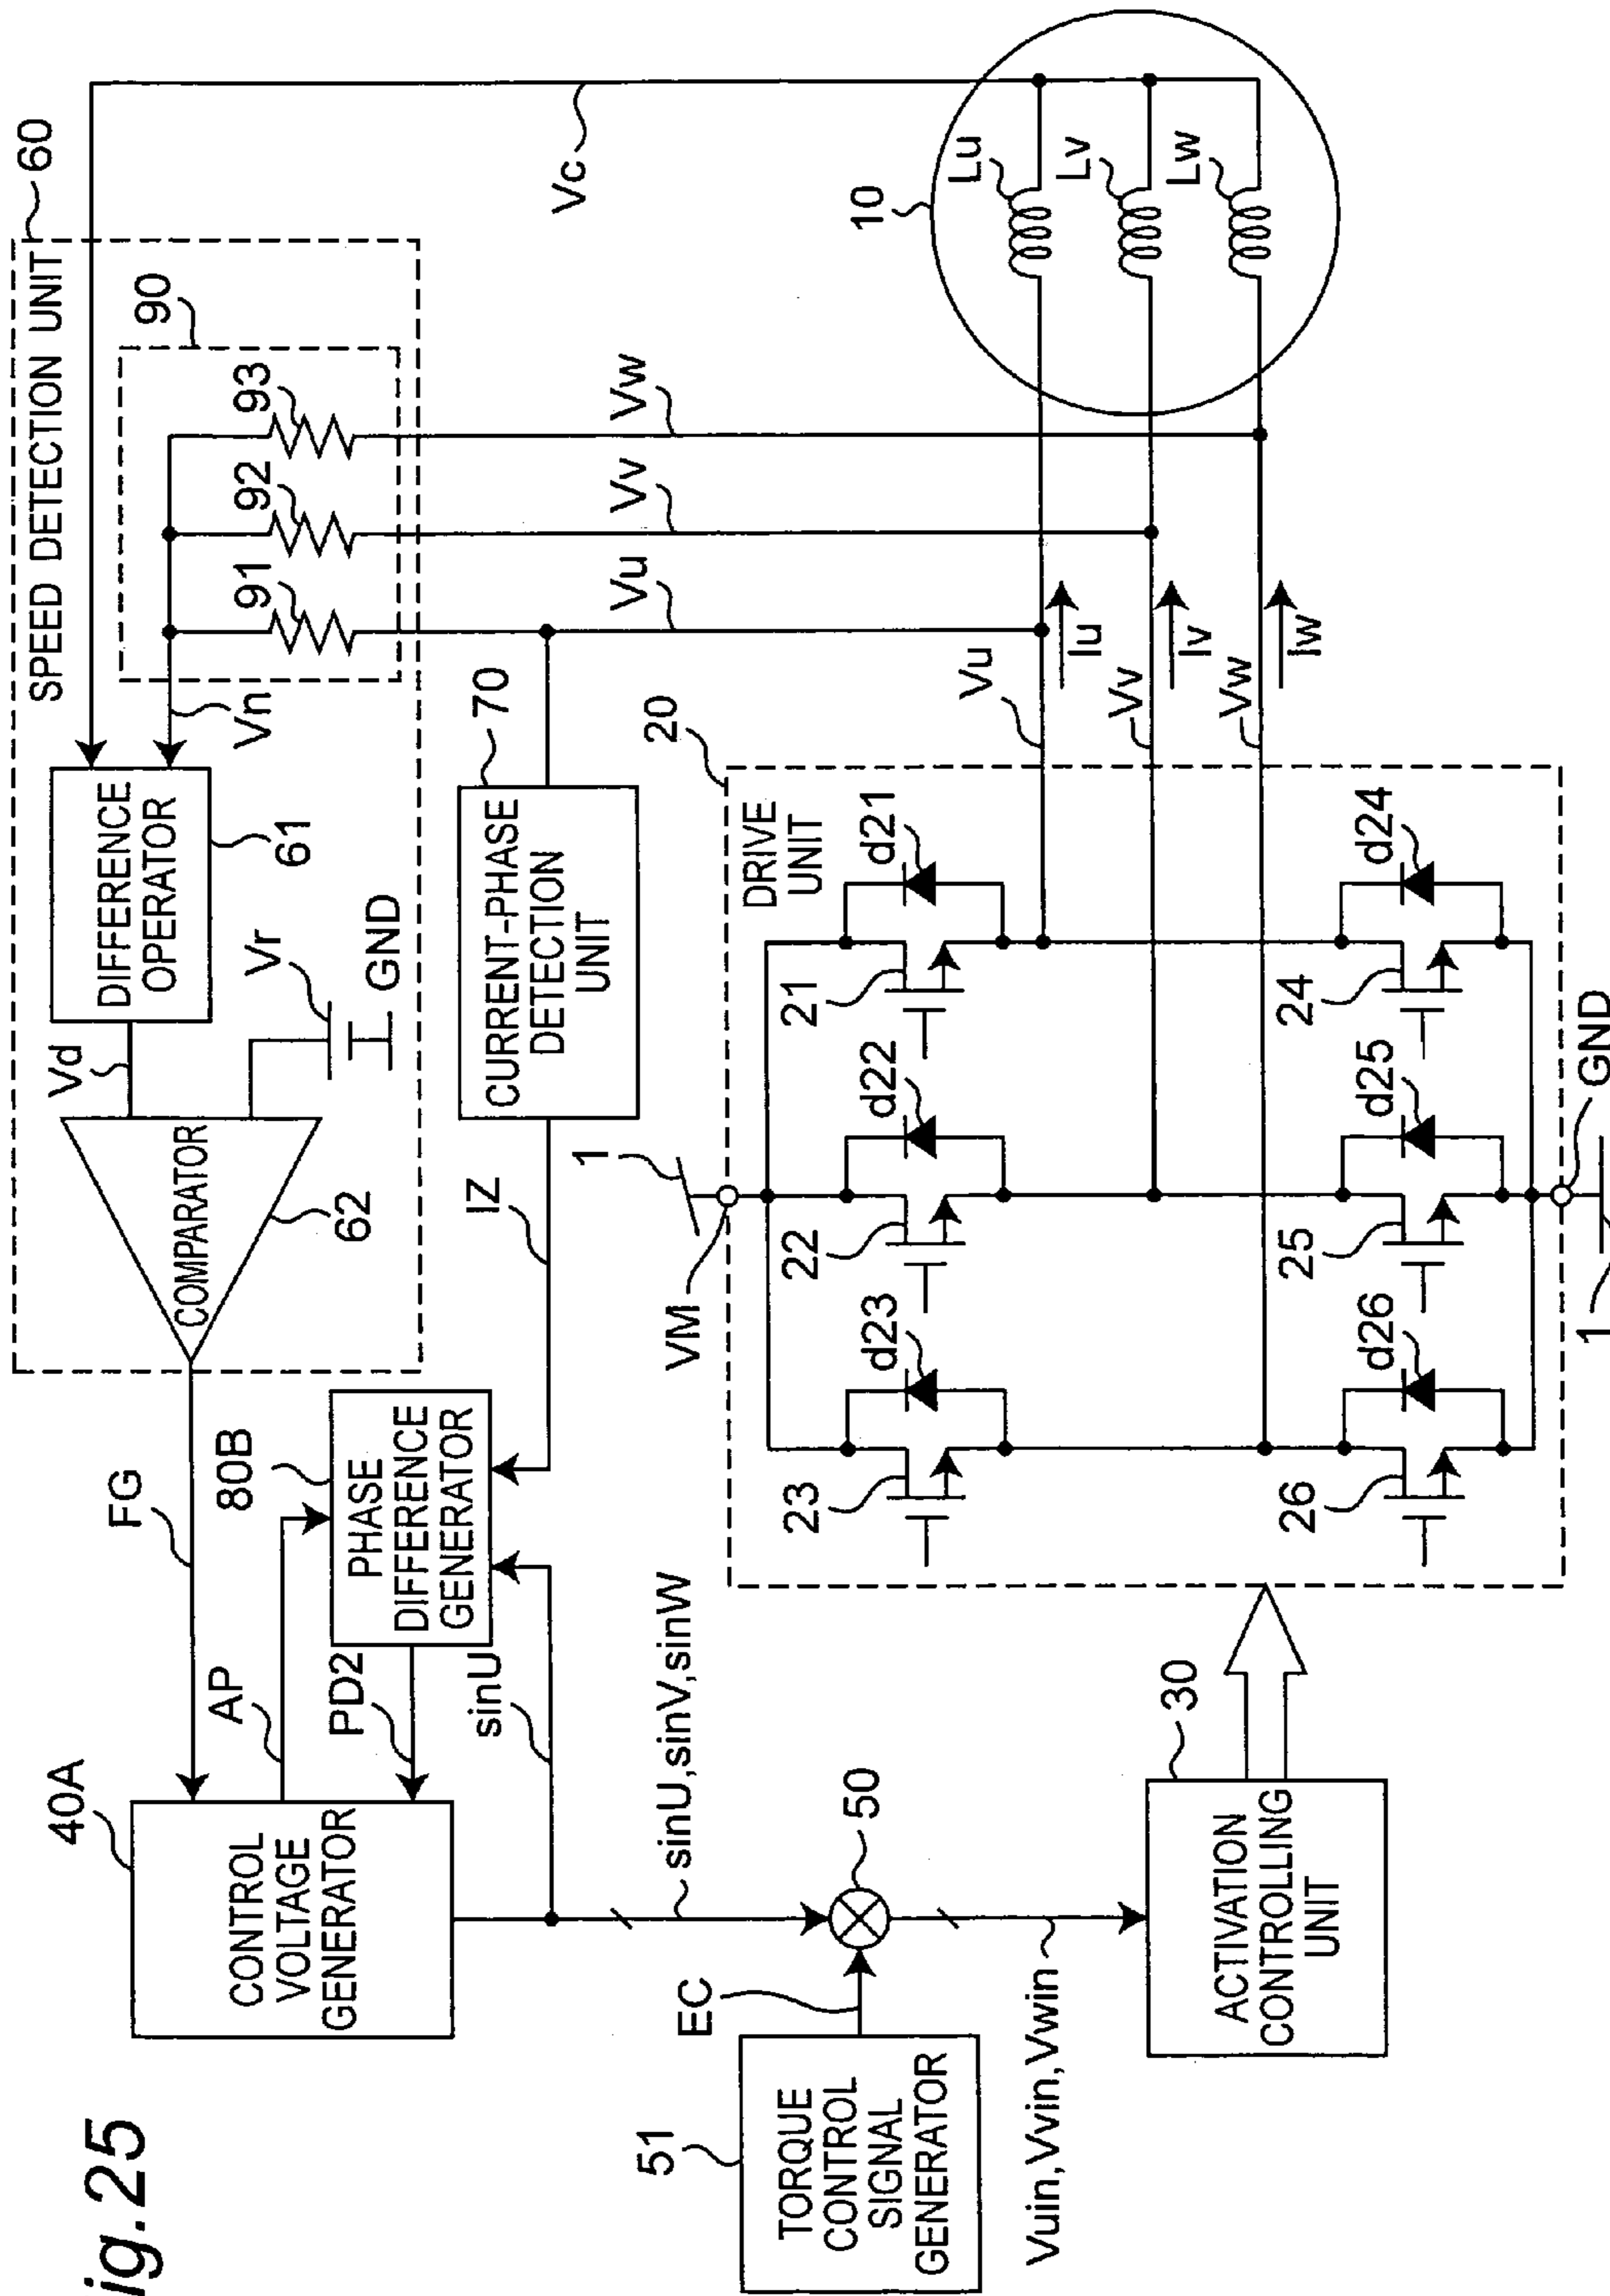 ig.25
40A
CONTROL
VOLTAGE
GENERATOR
FG
AP
PD2
sinU
80B
PHASE
DIFFERENCE
GENERATOR
SPEED DETECTION UNIT
60
COMPARATOR
62
Vd
Vr
GND
DIFFERENCE
OPERATOR
61
Vn
90
91
92
93
Vc
IZ
CURRENT-PHASE
DETECTION
UNIT
70
Vu
Vv
Vw
sinU,sinV,sinW
50
EC
51
TORQUE
CONTROL
SIGNAL
GENERATOR
Vuin,Vvin,Vwin
30
ACTIVATION
CONTROLLING
UNIT
1
VM
20
DRIVE
UNIT
23
d23
22
d22
21
d21
26
d26
25
d25
24
d24
1
GND
Vu
Vv
Vw
Iu
Iv
Iw
10
Lu
Lv
Lw